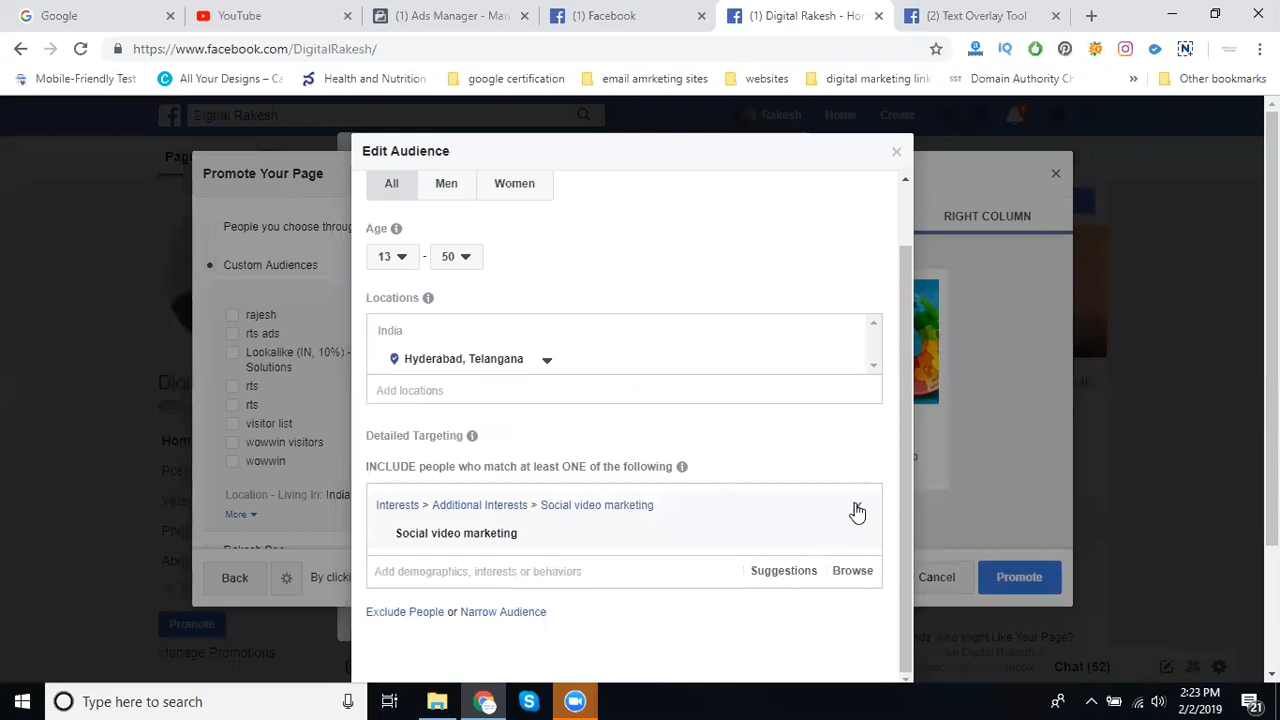 Google
YouTube
(1) Ads Manager - Man
(1) Facebook
(1) Digital Rakesh - Ho
(2) Text Overlay Tool
https://www.facebook.com/DigitalRakesh/
Mobile-Friendly Test
All Your Designs – Ca
Health and Nutrition
google certification
email amrketing sites
websites
digital marketing link
SST
Domain Authority Ch
Other bookmarks
Digital Rakesh
Rakesh
Home
Create
1
Edit Audience
Promote Your Page
RIGHT COLUMN
All
Men
Women
People you choose throug
Age
13 - 50
Custom Audiences
Locations
rajesh
rts ads
Lookalike (IN, 10%) -
Solutions
rts
rts
visitor list
wowwin visitors
wowwin
India
Hyderabad, Telangana
Add locations
Detailed Targeting
INCLUDE people who match at least ONE of the following
Location - Living In: India
More
Interests > Additional Interests > Social video marketing
Social video marketing
Add demographics, interests or behaviors
Suggestions
Browse
Back
By clicki
Cancel
Promote
Exclude People or Narrow Audience
Promote
Manage Promotions
Chat (52)
Type here to search
2:23 PM
2/2/2019
21